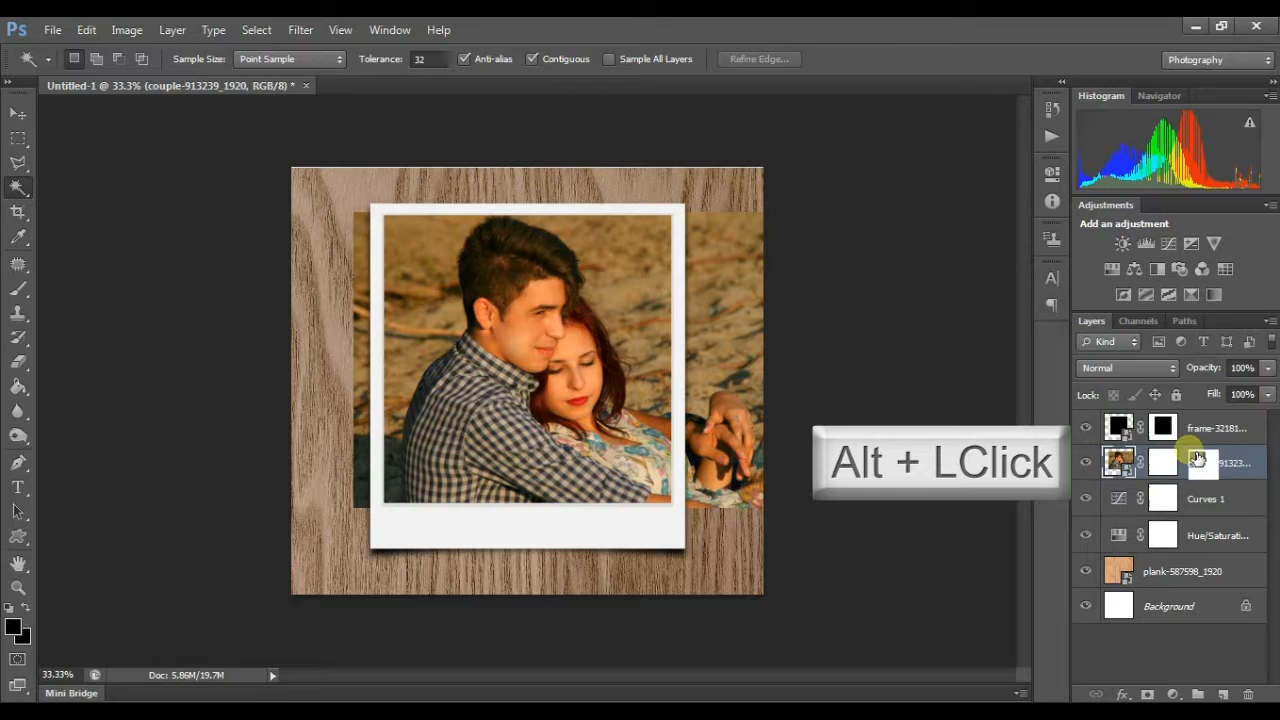 Ps File Edit Image Layer Type Select Filter View Window Help
Sample Size: Point Sample Tolerance: 32 Anti-alias Contiguous Sample All Layers Refine Edge... Photography
Untitled-1 @ 33.3% (couple-913239_1920, RGB/8) * ×
Histogram Navigator
Adjustments
Add an adjustment
Layers Channels Paths
Kind
Normal Opacity: 100%
Lock: Fill: 100%
frame-32181...
Alt + LClick
91323...
Curves 1
Hue/Saturati...
plank-587598_1920
Background
33.33% Doc: 5.86M/19.7M
Mini Bridge